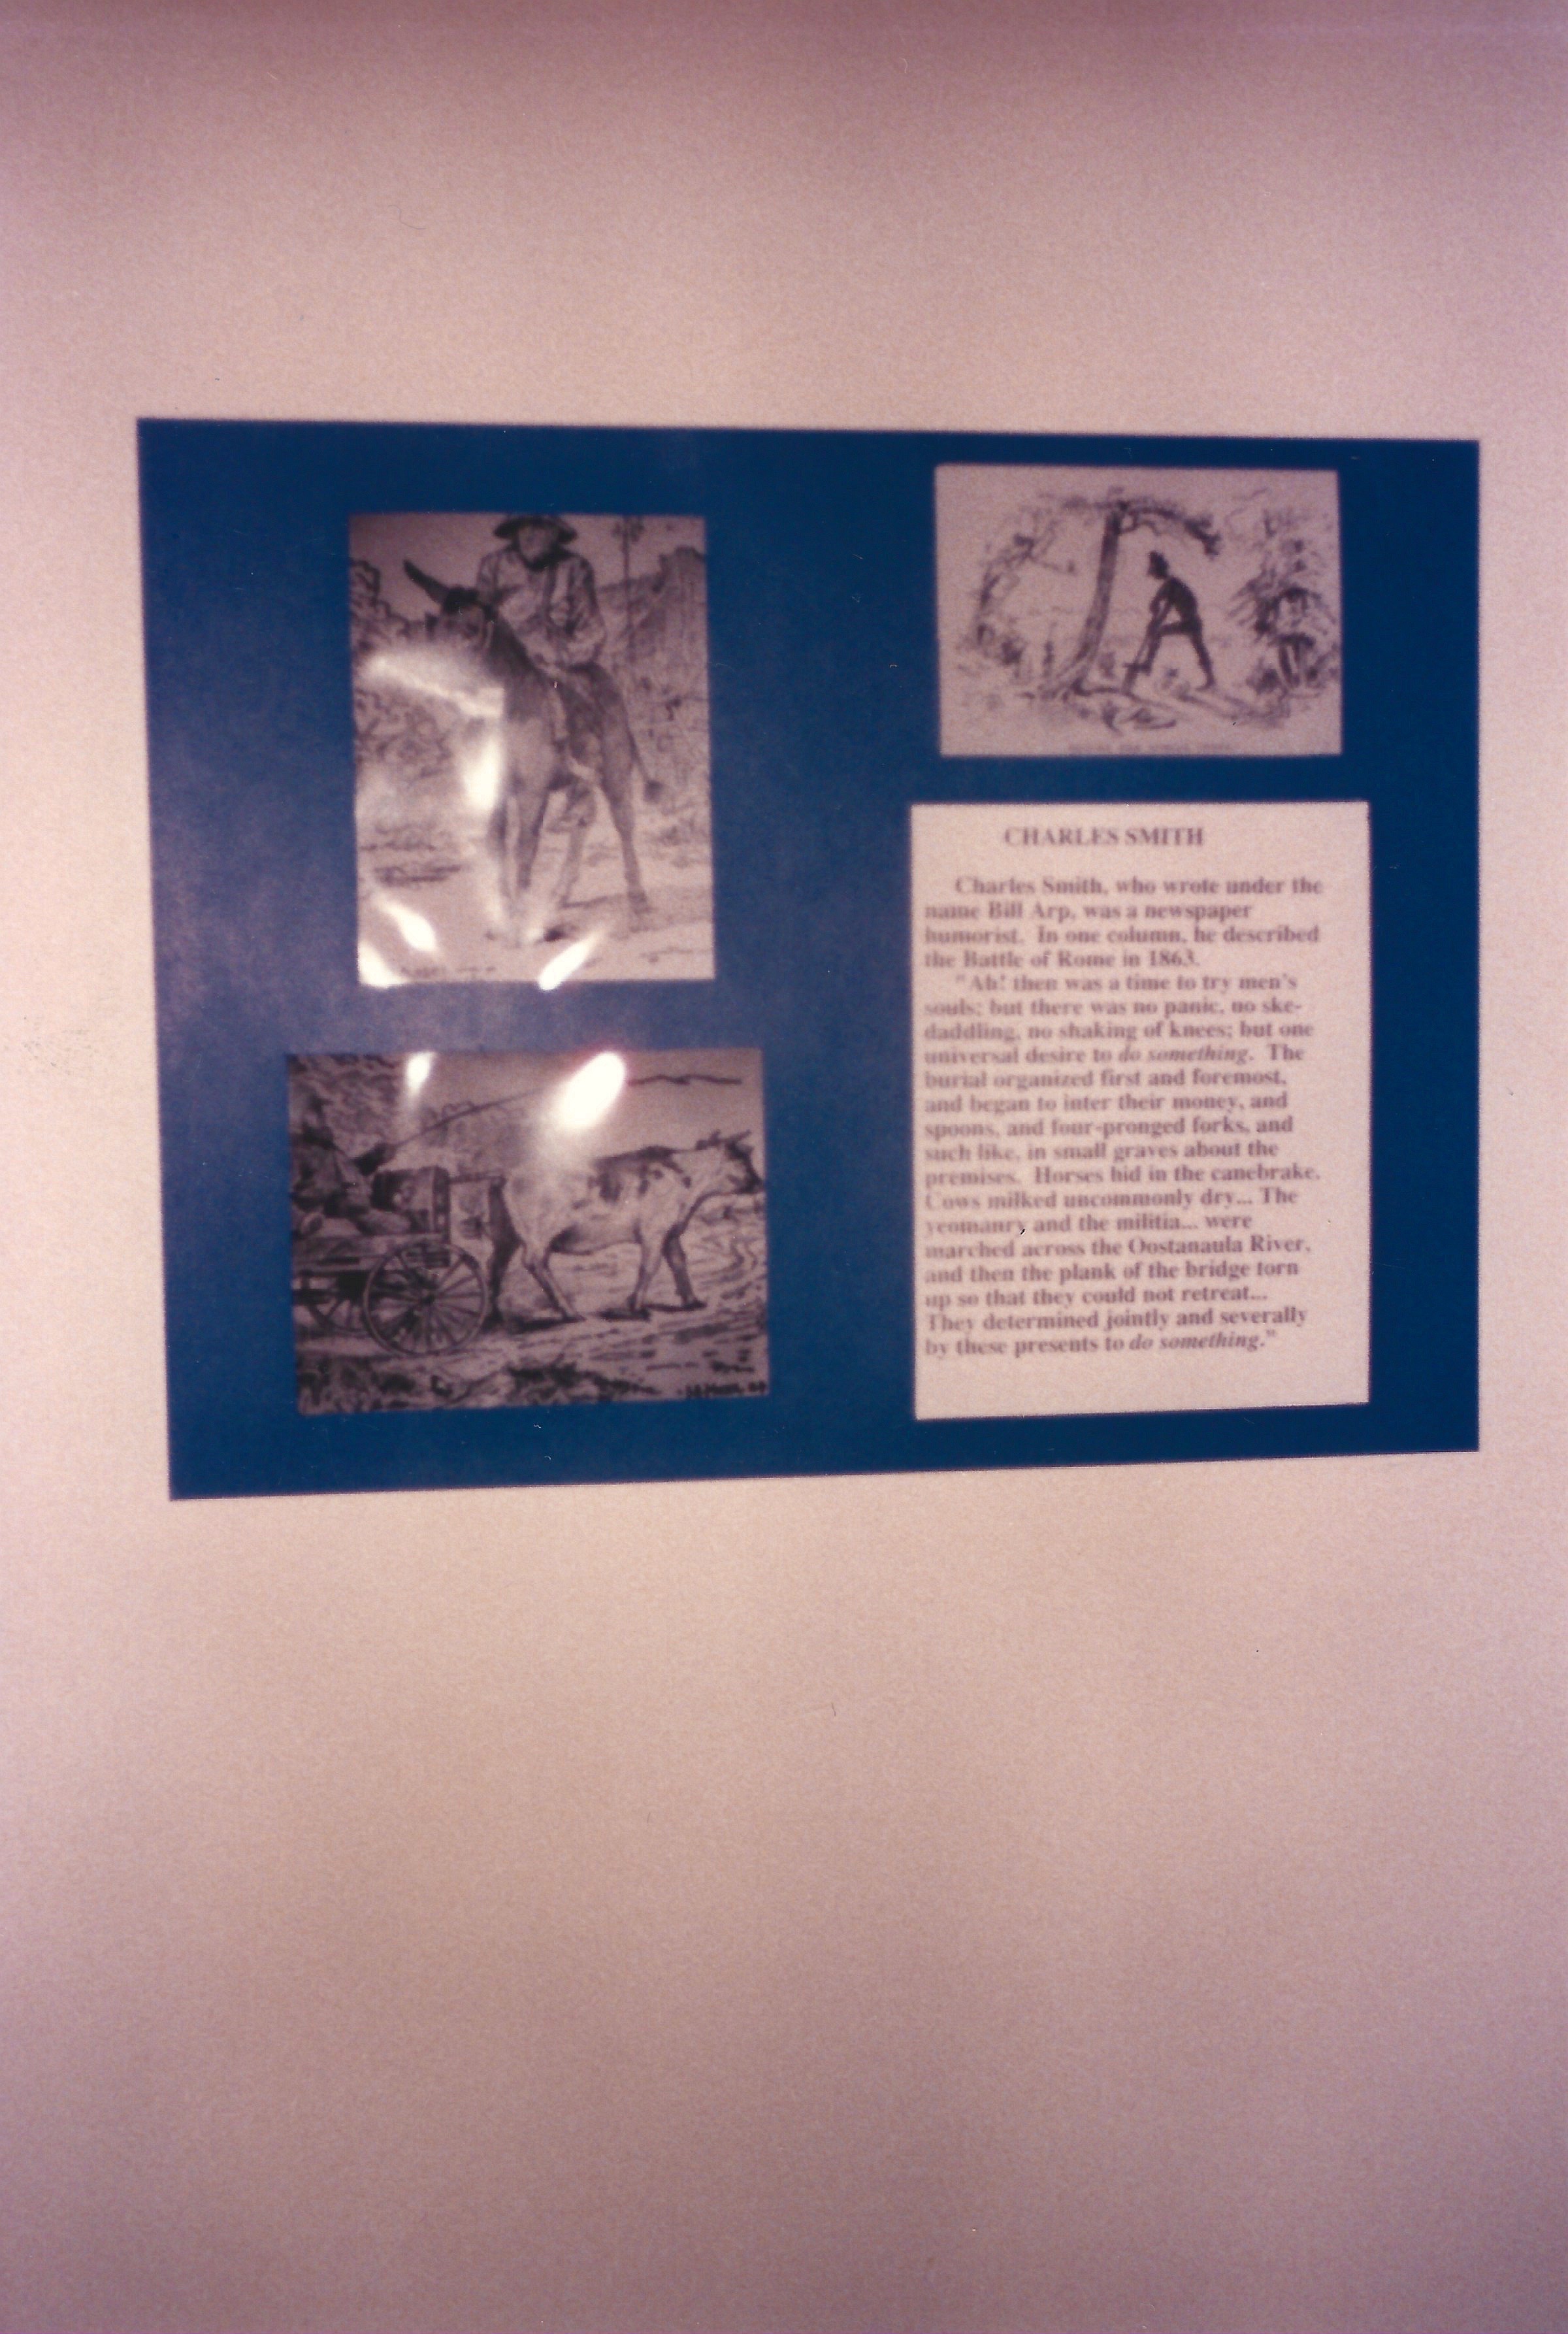 CHARLES SMITH
Charles Smith, who wrote under the
name Bill Arp, was a newspaper
humorist. In one column, he described
the Battle of Rome in 1863.
"Ah! then was a time to try men's
souls; but there was no panic, no ske-
daddling, no shaking of knees; but one
universal desire to do something. The
burial organized first and foremost,
and began to inter their money, and
spoons, and four-pronged forks, and
such like, in small graves about the
premises. Horses hid in the canebrake.
Cows milked uncommonly dry... The
yeomanry and the militia... were
marched across the Oostanaula River,
and then the plank of the bridge torn
up so that they could not retreat...
They determined jointly and severally
by these presents to do something."